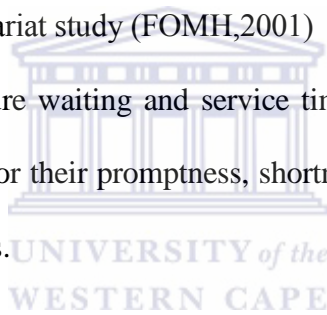 ariat study (FOMH,2001)
re waiting and service tin
or their promptness, shortn
s.
UNIVERSITY of the
WESTERN CAPE